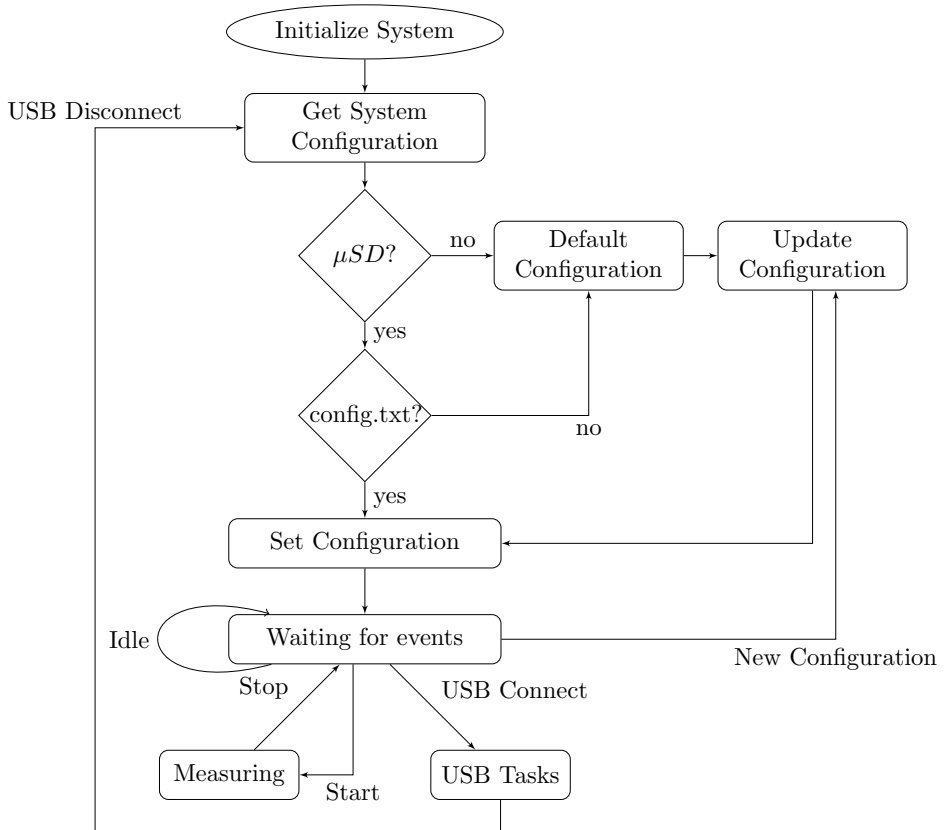 Initialize System
USB Disconnect
Get System
Configuration
μSD?
no
Default
Configuration
Update
Configuration
yes
config.txt?
no
yes
Set Configuration
Idle
Waiting for events
New Configuration
Stop
USB Connect
Measuring
Start
USB Tasks